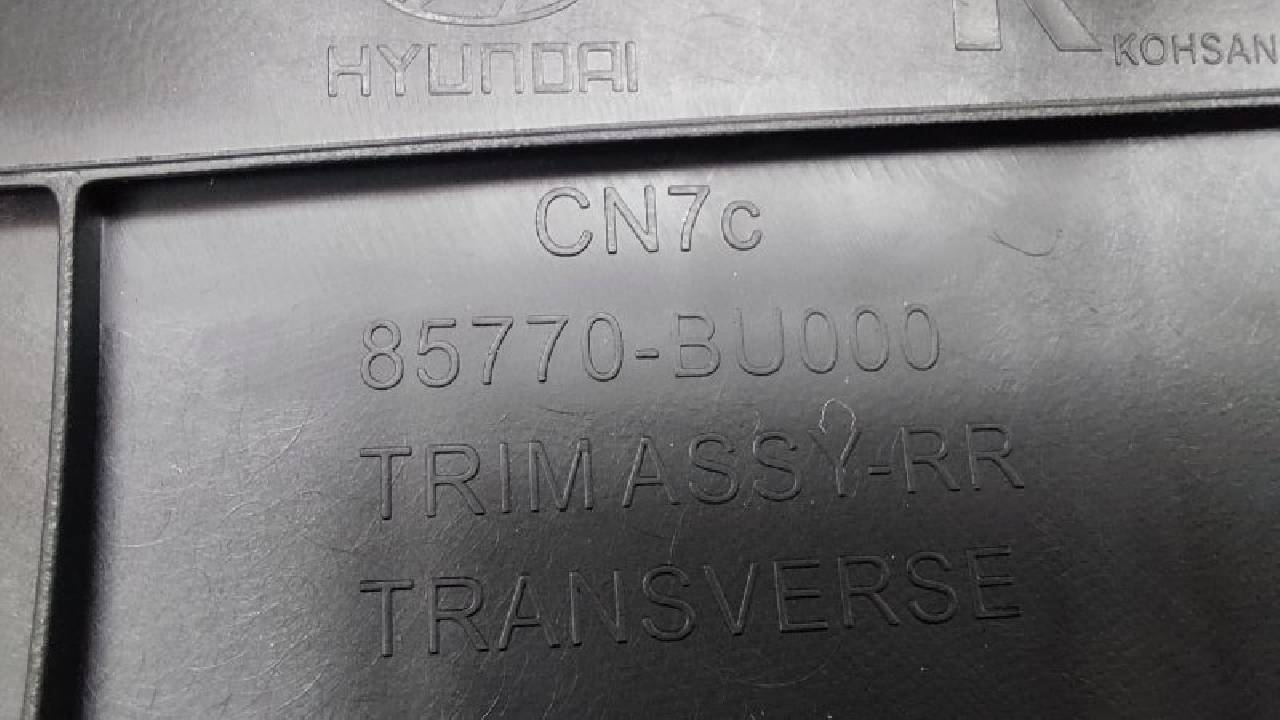 HYUNDAI
KOHSAN
CN7c
85770-BU000
TRIM ASSY-RR
TRANSVERSE